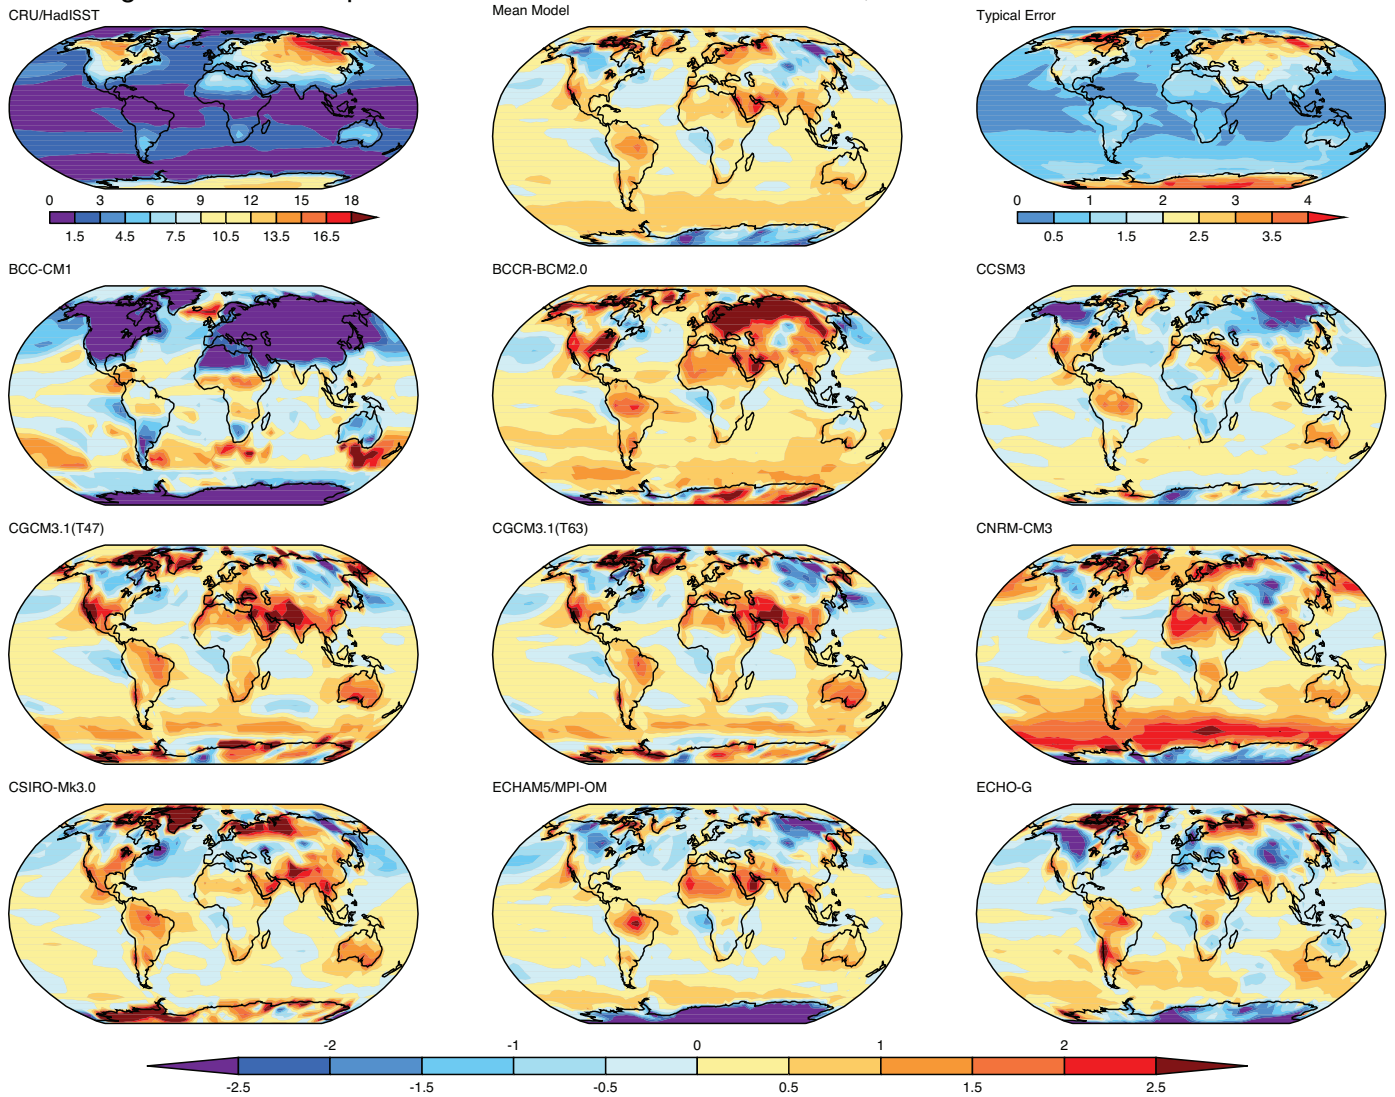 CRU/HadISST
Mean Model
Typical Error
0 3 6 9 12 15 18
1.5 4.5 7.5 10.5 13.5 16.5
0 1 2 3 4
0.5 1.5 2.5 3.5
BCC-CM1
BCCR-BCM2.0
CCSM3
CGCM3.1(T47)
CGCM3.1(T63)
CNRM-CM3
CSIRO-Mk3.0
ECHAM5/MPI-OM
ECHO-G
-2 -1 0 1 2
-2.5 -1.5 -0.5 0.5 1.5 2.5